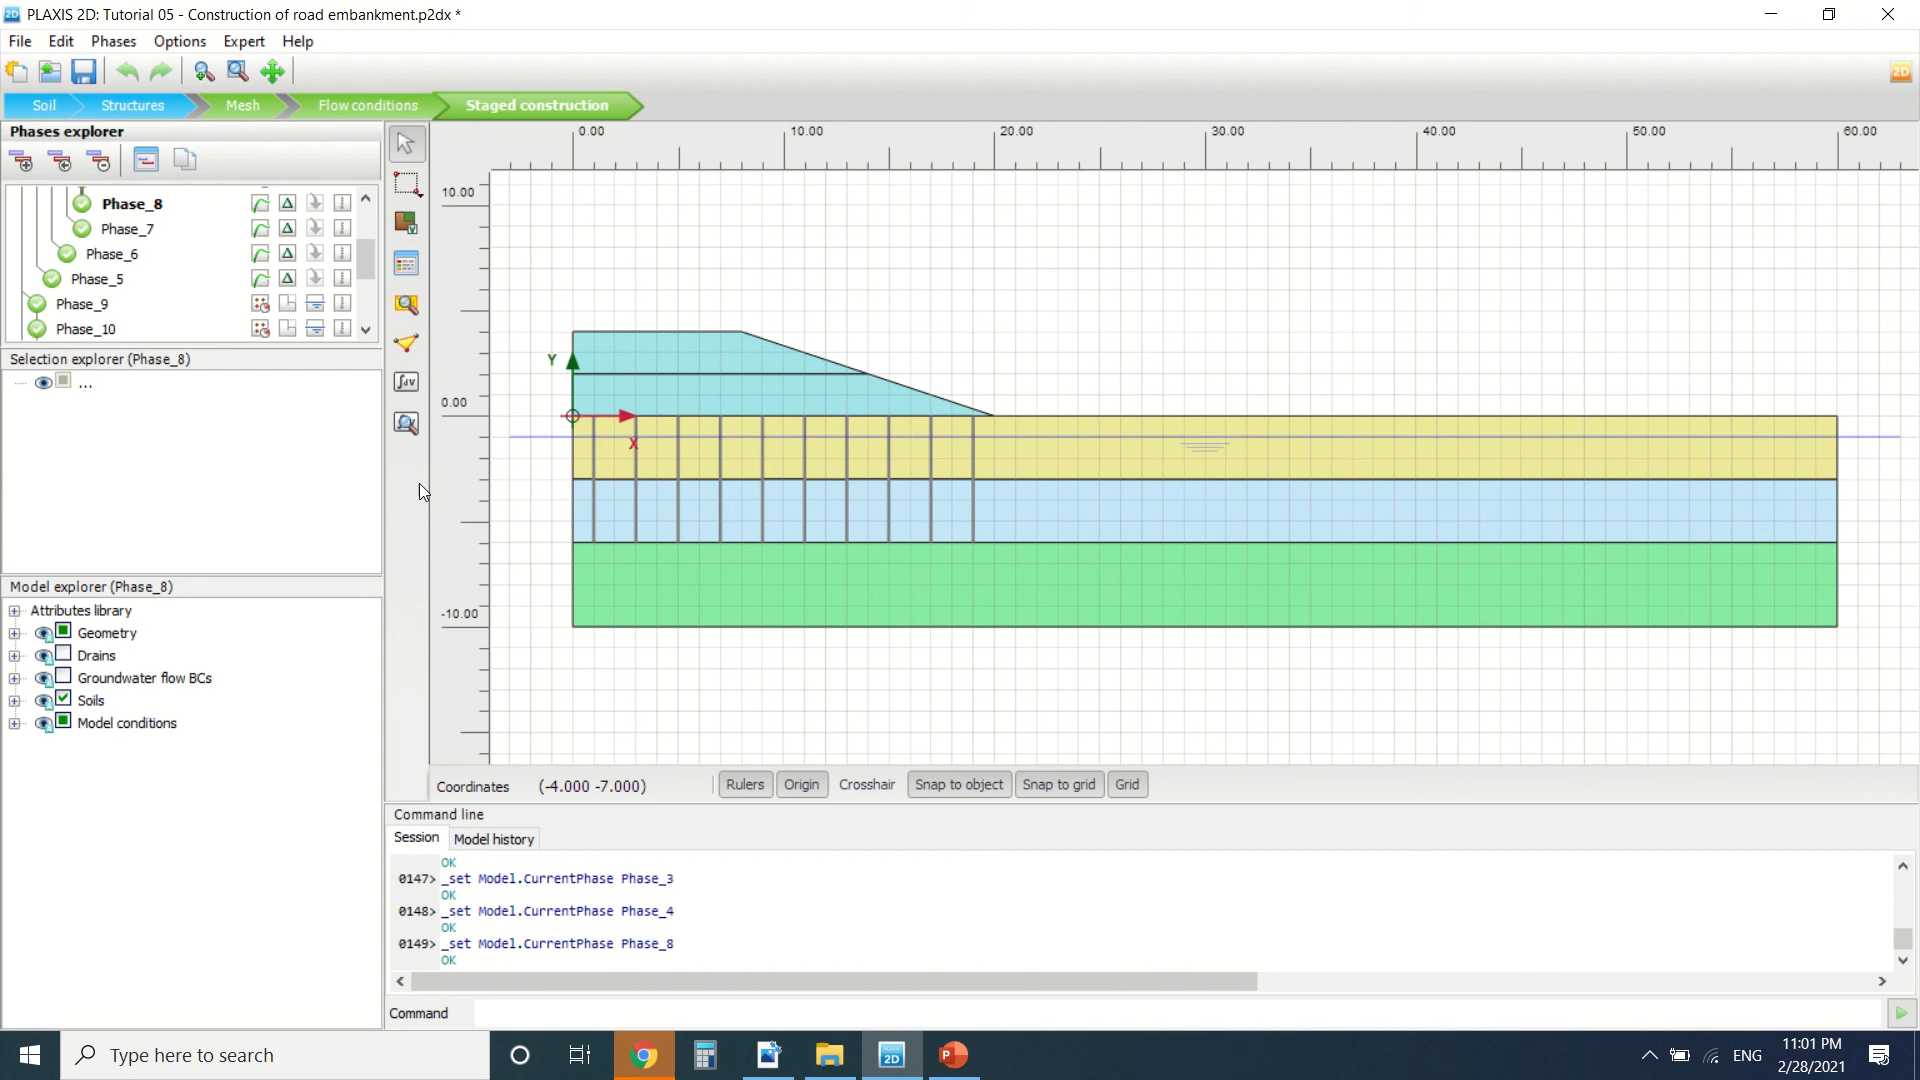 PLAXIS 2D: Tutorial 05 - Construction of road embankment.p2dx *
File Edit Phases Options Expert Help
2D
Soil Structures Mesh Flow conditions Staged construction
Phases explorer
0.00 10.00 20.00 30.00 40.00 50.00 60.00
Phase_8
Phase_7
Phase_6
Phase_5
Phase_9
Phase_10
10.00
0.00
-10.00
Y
X
Selection explorer (Phase_8)
...
Model explorer (Phase_8)
Attributes library
Geometry
Drains
Groundwater flow BCs
Soils
Model conditions
Coordinates (-4.000 -7.000) Rulers Origin Crosshair Snap to object Snap to grid Grid
Command line
Session Model history
OK
0147> _set Model.CurrentPhase Phase_3
OK
0148> _set Model.CurrentPhase Phase_4
OK
0149> _set Model.CurrentPhase Phase_8
OK
Command
Type here to search
2D
ENG
11:01 PM
2/28/2021